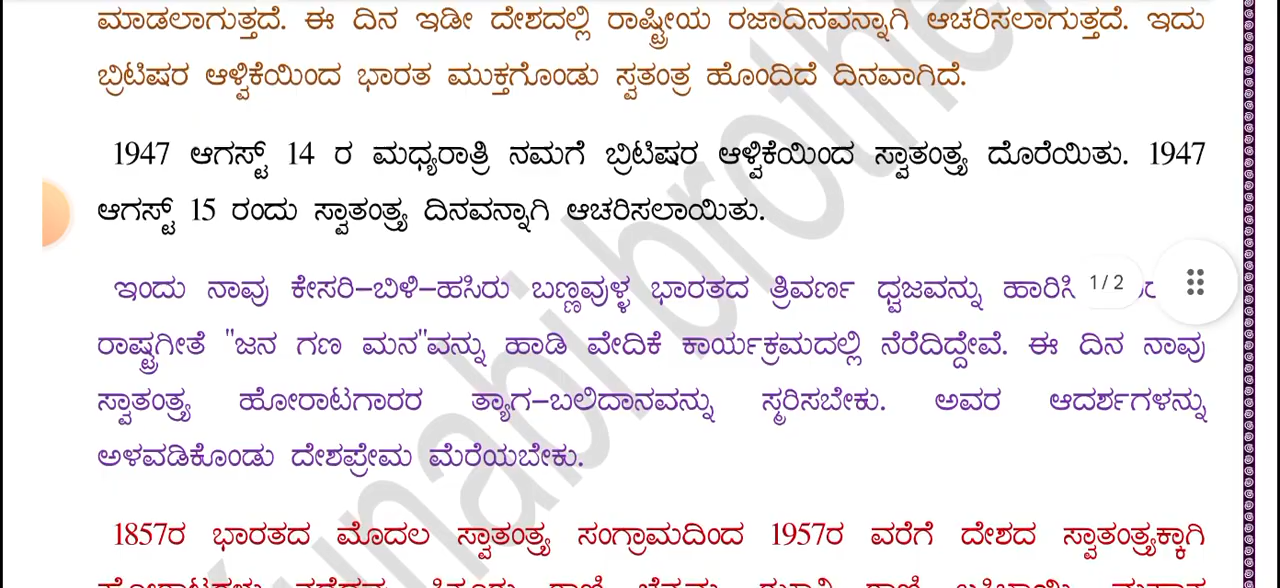 ಮಾಡಲಾಗುತ್ತದೆ. ಈ ದಿನ ಇಡೀ ದೇಶದಲ್ಲಿ ರಾಷ್ಟ್ರೀಯ ರಜಾದಿನವನ್ನಾಗಿ ಆಚರಿಸಲಾಗುತ್ತದೆ. ಇದು
ಬ್ರಿಟಿಷರ ಆಳ್ವಿಕೆಯಿಂದ ಭಾರತ ಮುಕ್ತಗೊಂಡು ಸ್ವತಂತ್ರ ಹೊಂದಿದೆ ದಿನವಾಗಿದೆ.
1947 ಆಗಸ್ಟ್ 14 ರ ಮಧ್ಯರಾತ್ರಿ ನಮಗೆ ಬ್ರಿಟಿಷರ ಆಳ್ವಿಕೆಯಿಂದ ಸ್ವಾತಂತ್ರ್ಯ ದೊರೆಯಿತು. 1947
ಆಗಸ್ಟ್ 15 ರಂದು ಸ್ವಾತಂತ್ರ್ಯ ದಿನವನ್ನಾಗಿ ಆಚರಿಸಲಾಯಿತು.
ಇಂದು ನಾವು ಕೇಸರಿ-ಬಿಳಿ-ಹಸಿರು ಬಣ್ಣವುಳ್ಳ ಭಾರತದ ತ್ರಿವರ್ಣ ಧ್ವಜವನ್ನು ಹಾರಿಸಿ 1/2
ರಾಷ್ಟ್ರಗೀತೆ "ಜನ ಗಣ ಮನ"ವನ್ನು ಹಾಡಿ ವೇದಿಕೆ ಕಾರ್ಯಕ್ರಮದಲ್ಲಿ ನೆರೆದಿದ್ದೇವೆ. ಈ ದಿನ ನಾವು
ಸ್ವಾತಂತ್ರ್ಯ ಹೋರಾಟಗಾರರ ತ್ಯಾಗ-ಬಲಿದಾನವನ್ನು ಸ್ಮರಿಸಬೇಕು. ಅವರ ಆದರ್ಶಗಳನ್ನು
ಅಳವಡಿಕೊಂಡು ದೇಶಪ್ರೇಮ ಮೆರೆಯಬೇಕು.
1857ರ ಭಾರತದ ಮೊದಲ ಸ್ವಾತಂತ್ರ್ಯ ಸಂಗ್ರಾಮದಿಂದ 1957ರ ವರೆಗೆ ದೇಶದ ಸ್ವಾತಂತ್ರ್ಯಕ್ಕಾಗಿ